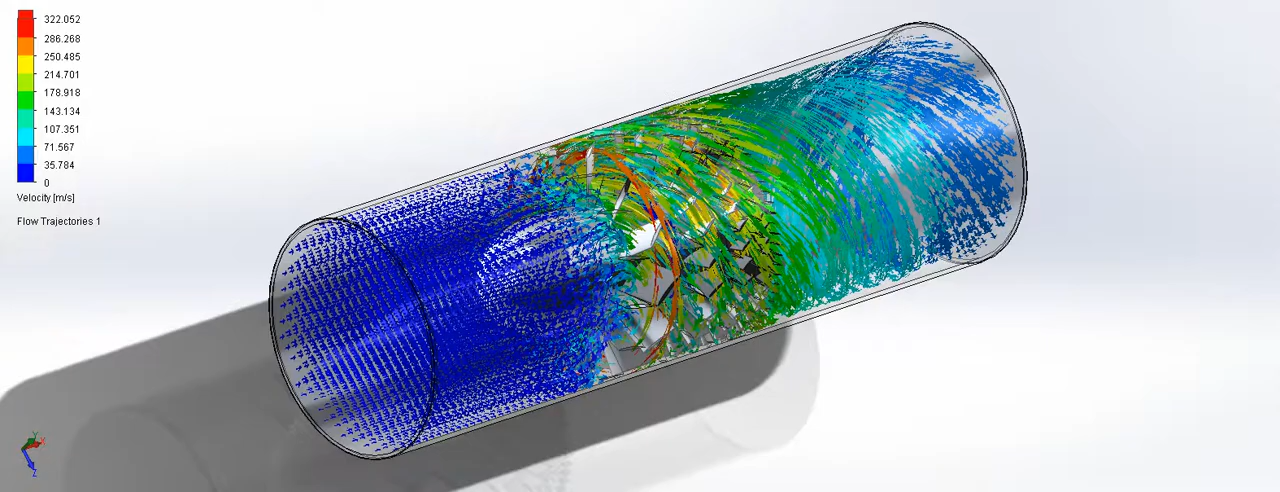 322.052
286.268
250.485
214.701
178.918
143.134
107.351
71.567
35.784
0
Velocity [m/s]
Flow Trajectories 1
Y
X
Z